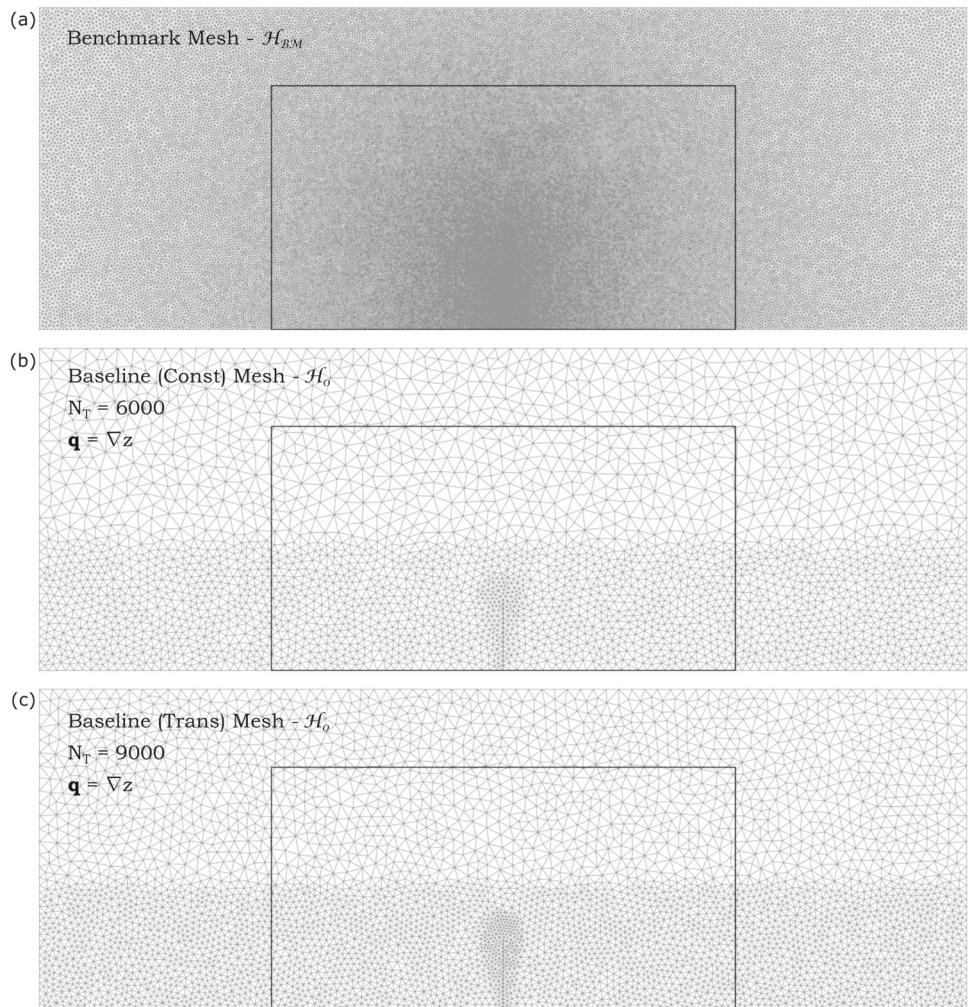 (a)
Benchmark Mesh - ℋ_ℬℳ
(b)
Baseline (Const) Mesh - ℋ_o
N_T = 6000
q = ∇z
(c)
Baseline (Trans) Mesh - ℋ_o
N_T = 9000
q = ∇z